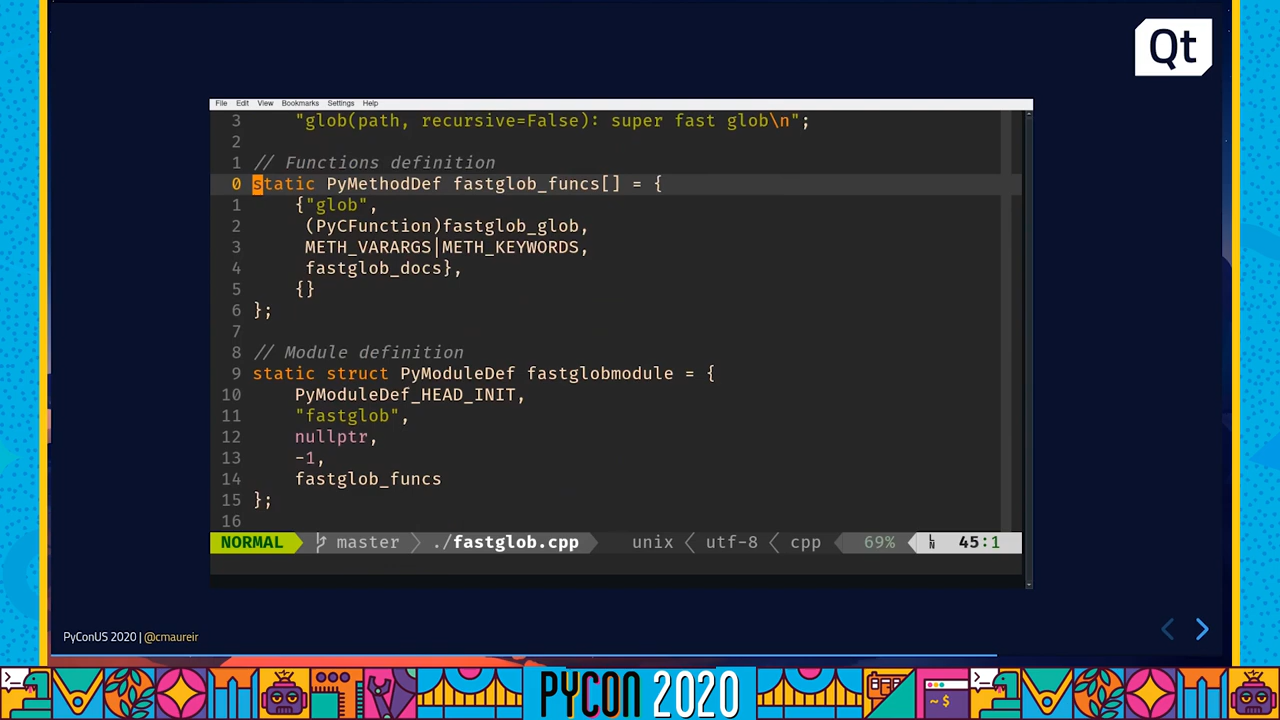 Qt
File Edit View Bookmarks Settings Help
3 "glob(path, recursive=False): super fast glob\n";
2
1 // Functions definition
0 static PyMethodDef fastglob_funcs[] = {
1 {"glob",
2 (PyCFunction)fastglob_glob,
3 METH_VARARGS|METH_KEYWORDS,
4 fastglob_docs},
5 {}
6 };
7
8 // Module definition
9 static struct PyModuleDef fastglobmodule = {
10 PyModuleDef_HEAD_INIT,
11 "fastglob",
12 nullptr,
13 -1,
14 fastglob_funcs
15 };
16
NORMAL master ./fastglob.cpp unix utf-8 cpp 69% LN 45:1
PyConUS 2020 | @cmaureir
PYCON 2020
~$